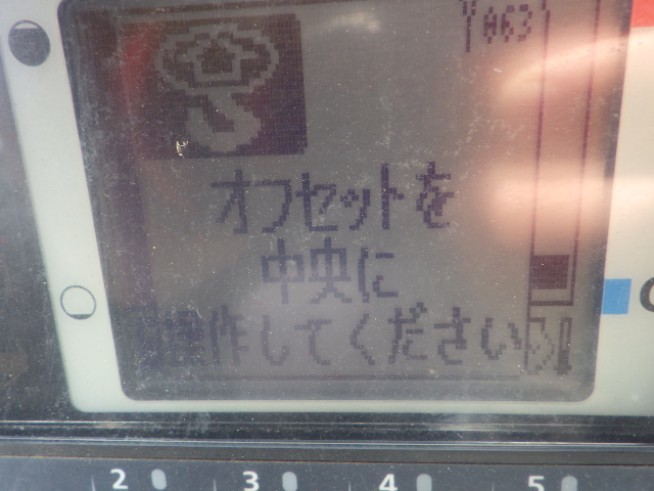 Y063
オフセットを
中央に
操作してください
2 3 4 5